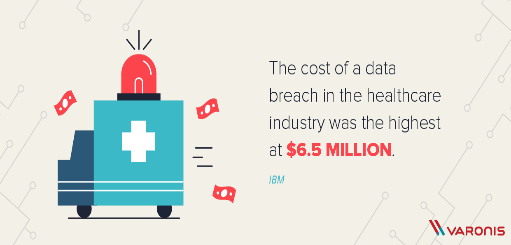 The cost of a data
breach in the healthcare
industry was the highest
at $6.5 MILLION.
IBM
VARONIS